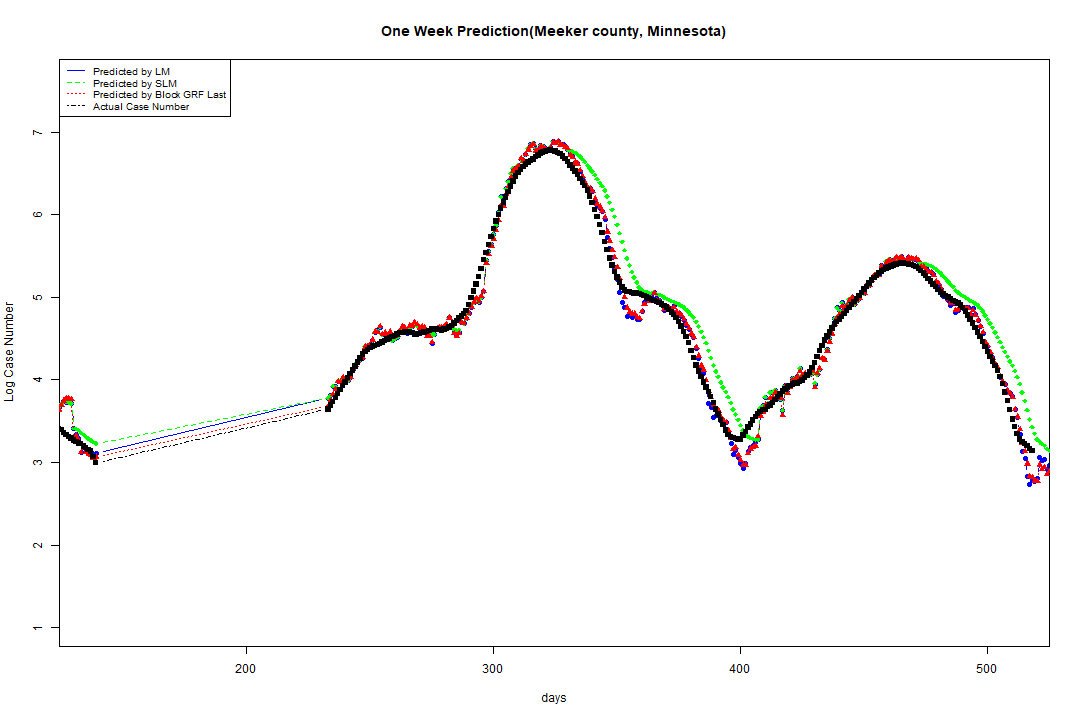 One Week Prediction(Meeker county, Minnesota)
Predicted by LM
Predicted by SLM
Predicted by Block GRF Last
Actual Case Number
7
6
5
4
3
2
1
Log Case Number
200 300 400 500
days